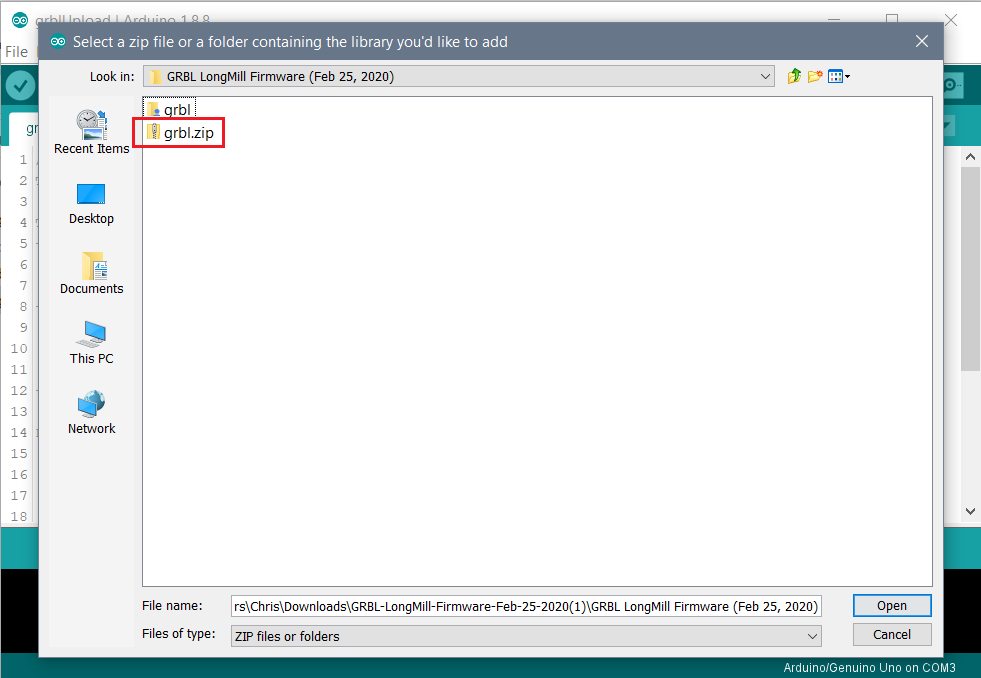 grblUpload | Arduino 1.8.8
Select a zip file or a folder containing the library you'd like to add
File
Look in:
GRBL LongMill Firmware (Feb 25, 2020)
grbl
grbl.zip
gr
Recent Items
Desktop
Documents
This PC
Network
1
2
3
4
5
6
7
8
9
10
11
12
13
14
15
16
17
18
File name:
rs\Chris\Downloads\GRBL-LongMill-Firmware-Feb-25-2020(1)\GRBL LongMill Firmware (Feb 25, 2020)
Open
Files of type:
ZIP files or folders
Cancel
Arduino/Genuino Uno on COM3